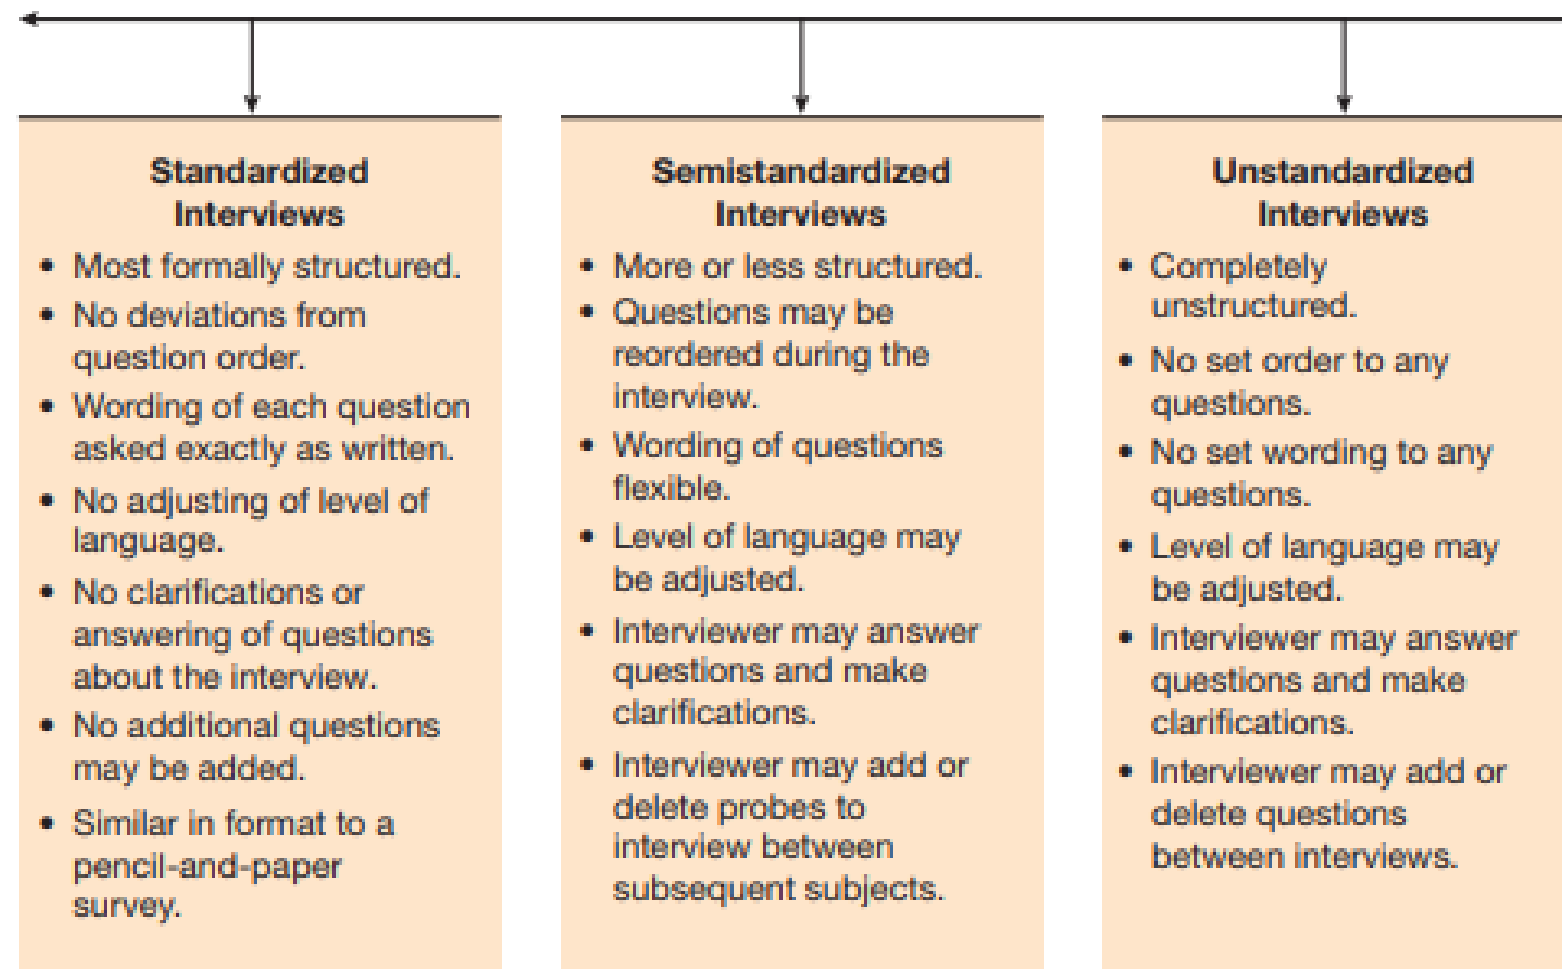 Standardized
Interviews
• Most formally structured.
• No deviations from
question order.
• Wording of each question
asked exactly as written.
• No adjusting of level of
language.
• No clarifications or
answering of questions
about the interview.
• No additional questions
may be added.
• Similar in format to a
pencil-and-paper
survey.
Semistandardized
Interviews
• More or less structured.
• Questions may be
reordered during the
interview.
• Wording of questions
flexible.
• Level of language may
be adjusted.
• Interviewer may answer
questions and make
clarifications.
• Interviewer may add or
delete probes to
interview between
subsequent subjects.
Unstandardized
Interviews
• Completely
unstructured.
• No set order to any
questions.
• No set wording to any
questions.
• Level of language may
be adjusted.
• Interviewer may answer
questions and make
clarifications.
• Interviewer may add or
delete questions
between interviews.